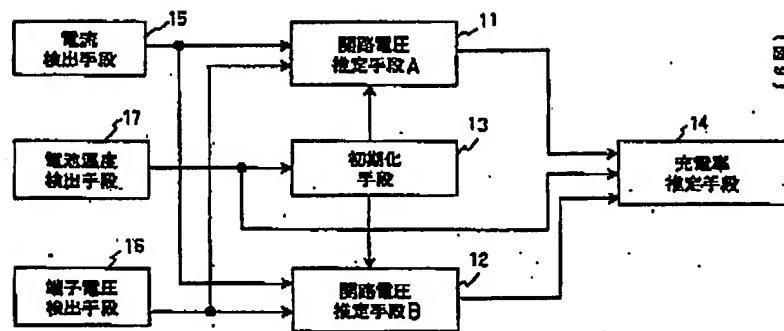 15
電流
検出手段
11
開路電圧
推定手段A
17
電池温度
検出手段
13
初期化
手段
14
充電率
推定手段
16
端子電圧
検出手段
12
開路電圧
推定手段B